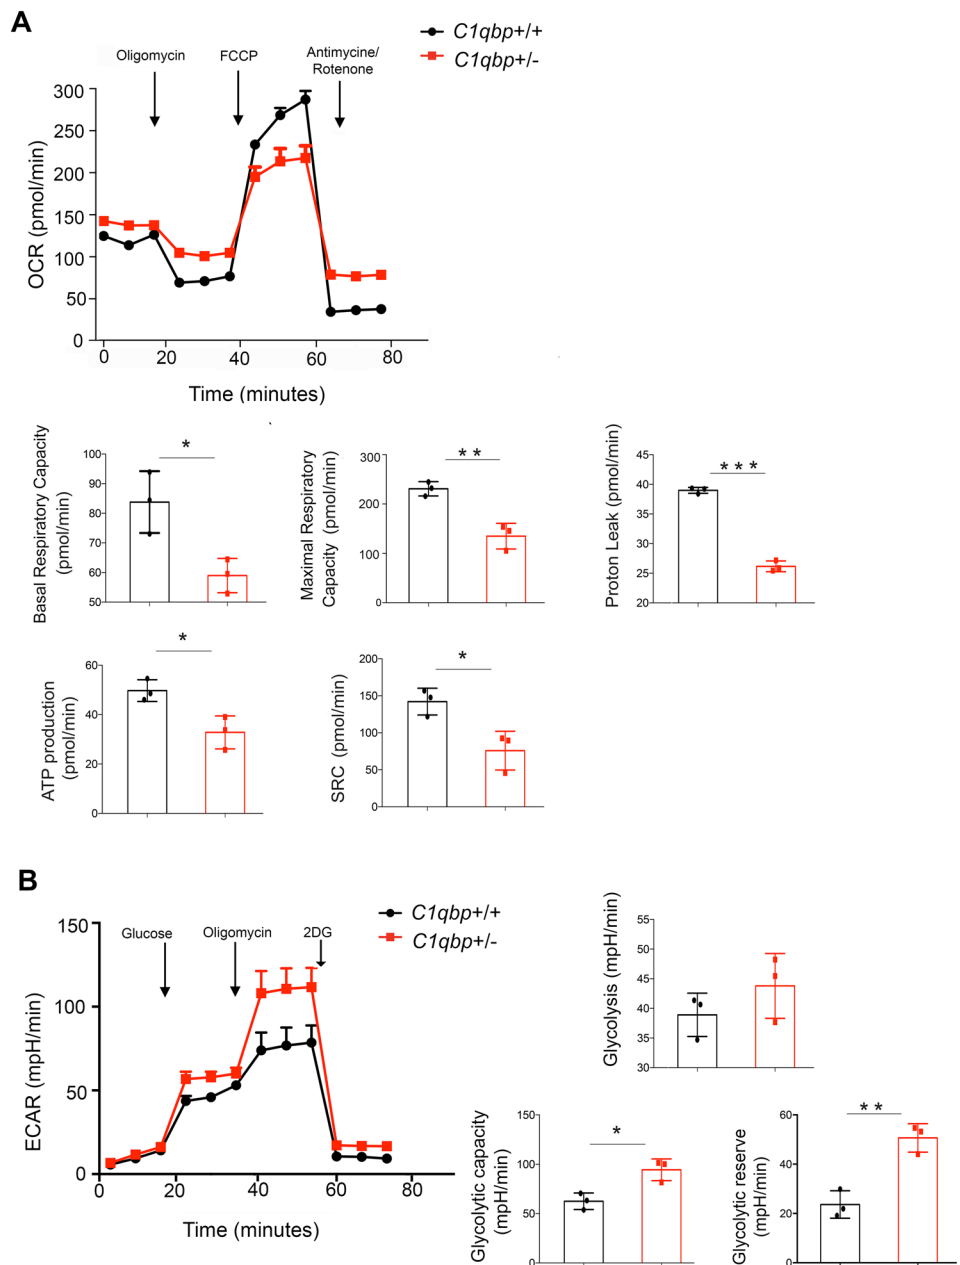 A
C1qbp+/+
C1qbp+/-
Oligomycin
FCCP
Antimycine/
Rotenone
300
250
200
150
100
50
0
OCR (pmol/min)
0 20 40 60 80
Time (minutes)
Basal Respiratory Capacity
(pmol/min)
100
90
80
70
60
50
*
Maximal Respiratory
Capacity (pmol/min)
300
200
100
0
**
Proton Leak (pmol/min)
45
40
35
30
25
20
***
ATP production
(pmol/min)
60
40
20
0
*
SRC (pmol/min)
200
150
100
50
0
*
B
C1qbp+/+
C1qbp+/-
Glucose
Oligomycin
2DG
150
100
50
0
ECAR (mpH/min)
0 20 40 60 80
Time (minutes)
Glycolysis (mpH/min)
55
50
45
40
35
30
Glycolytic capacity
(mpH/min)
150
100
50
0
*
Glycolytic reserve
(mpH/min)
60
40
20
0
**